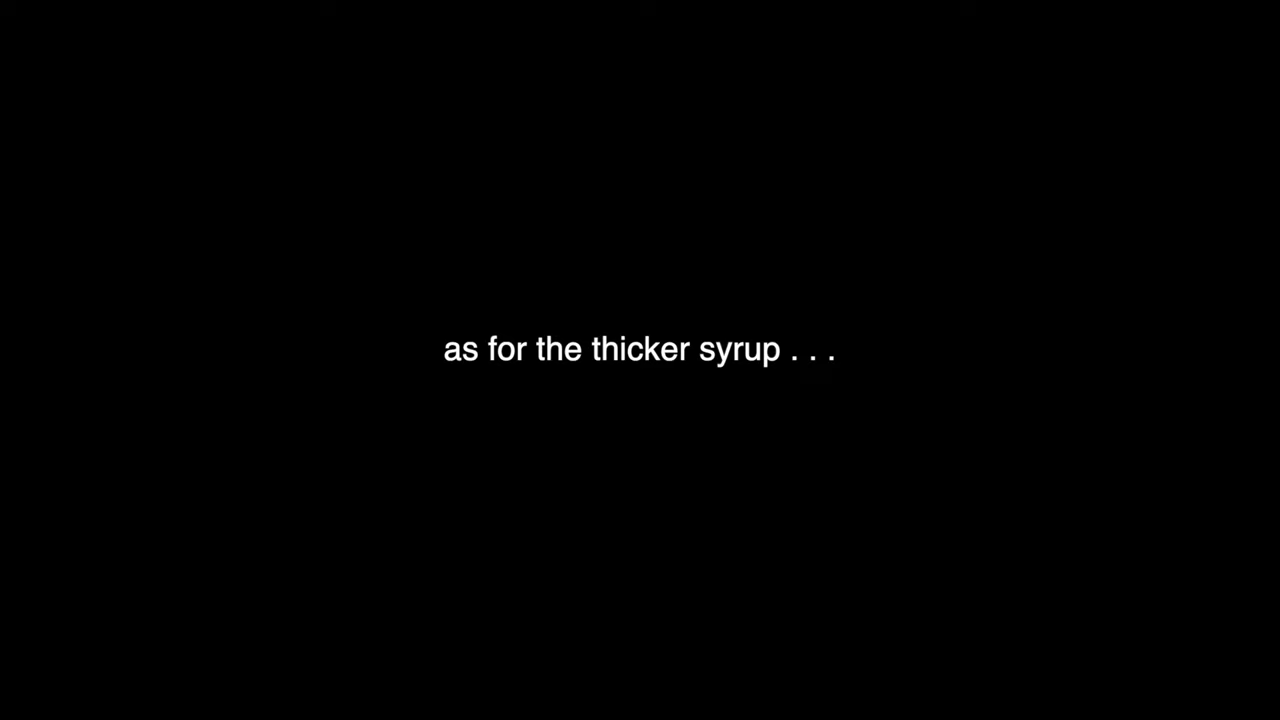 as for the thicker syrup . . .